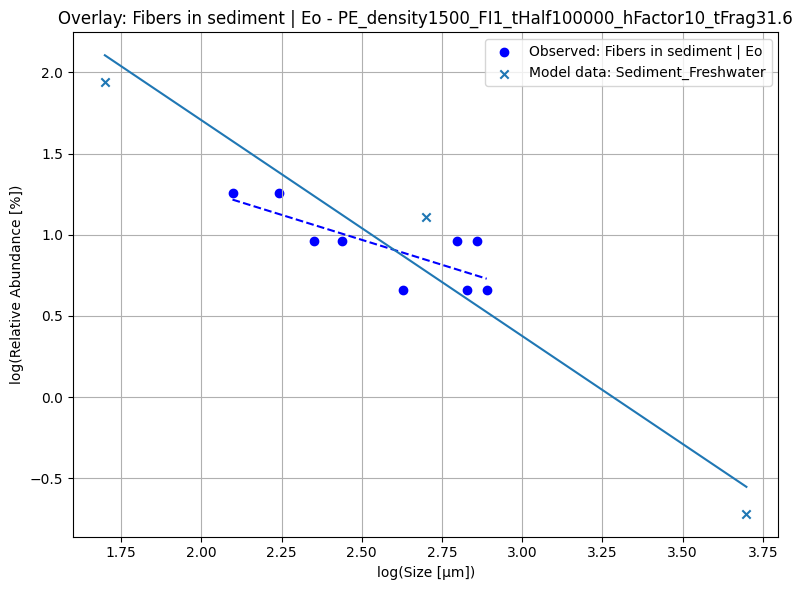 Overlay: Fibers in sediment | Eo - PE_density1500_FI1_tHalf100000_hFactor10_tFrag31.6
Observed: Fibers in sediment | Eo
Model data: Sediment_Freshwater
log(Relative Abundance [%])
2.0
1.5
1.0
0.5
0.0
−0.5
1.75 2.00 2.25 2.50 2.75 3.00 3.25 3.50 3.75
log(Size [μm])